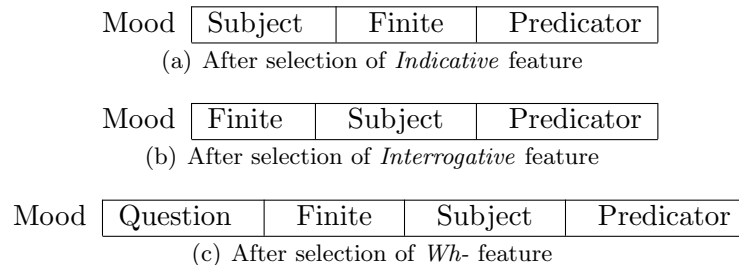 Mood Subject Finite Predicator
(a) After selection of Indicative feature
Mood Finite Subject Predicator
(b) After selection of Interrogative feature
Mood Question Finite Subject Predicator
(c) After selection of Wh- feature